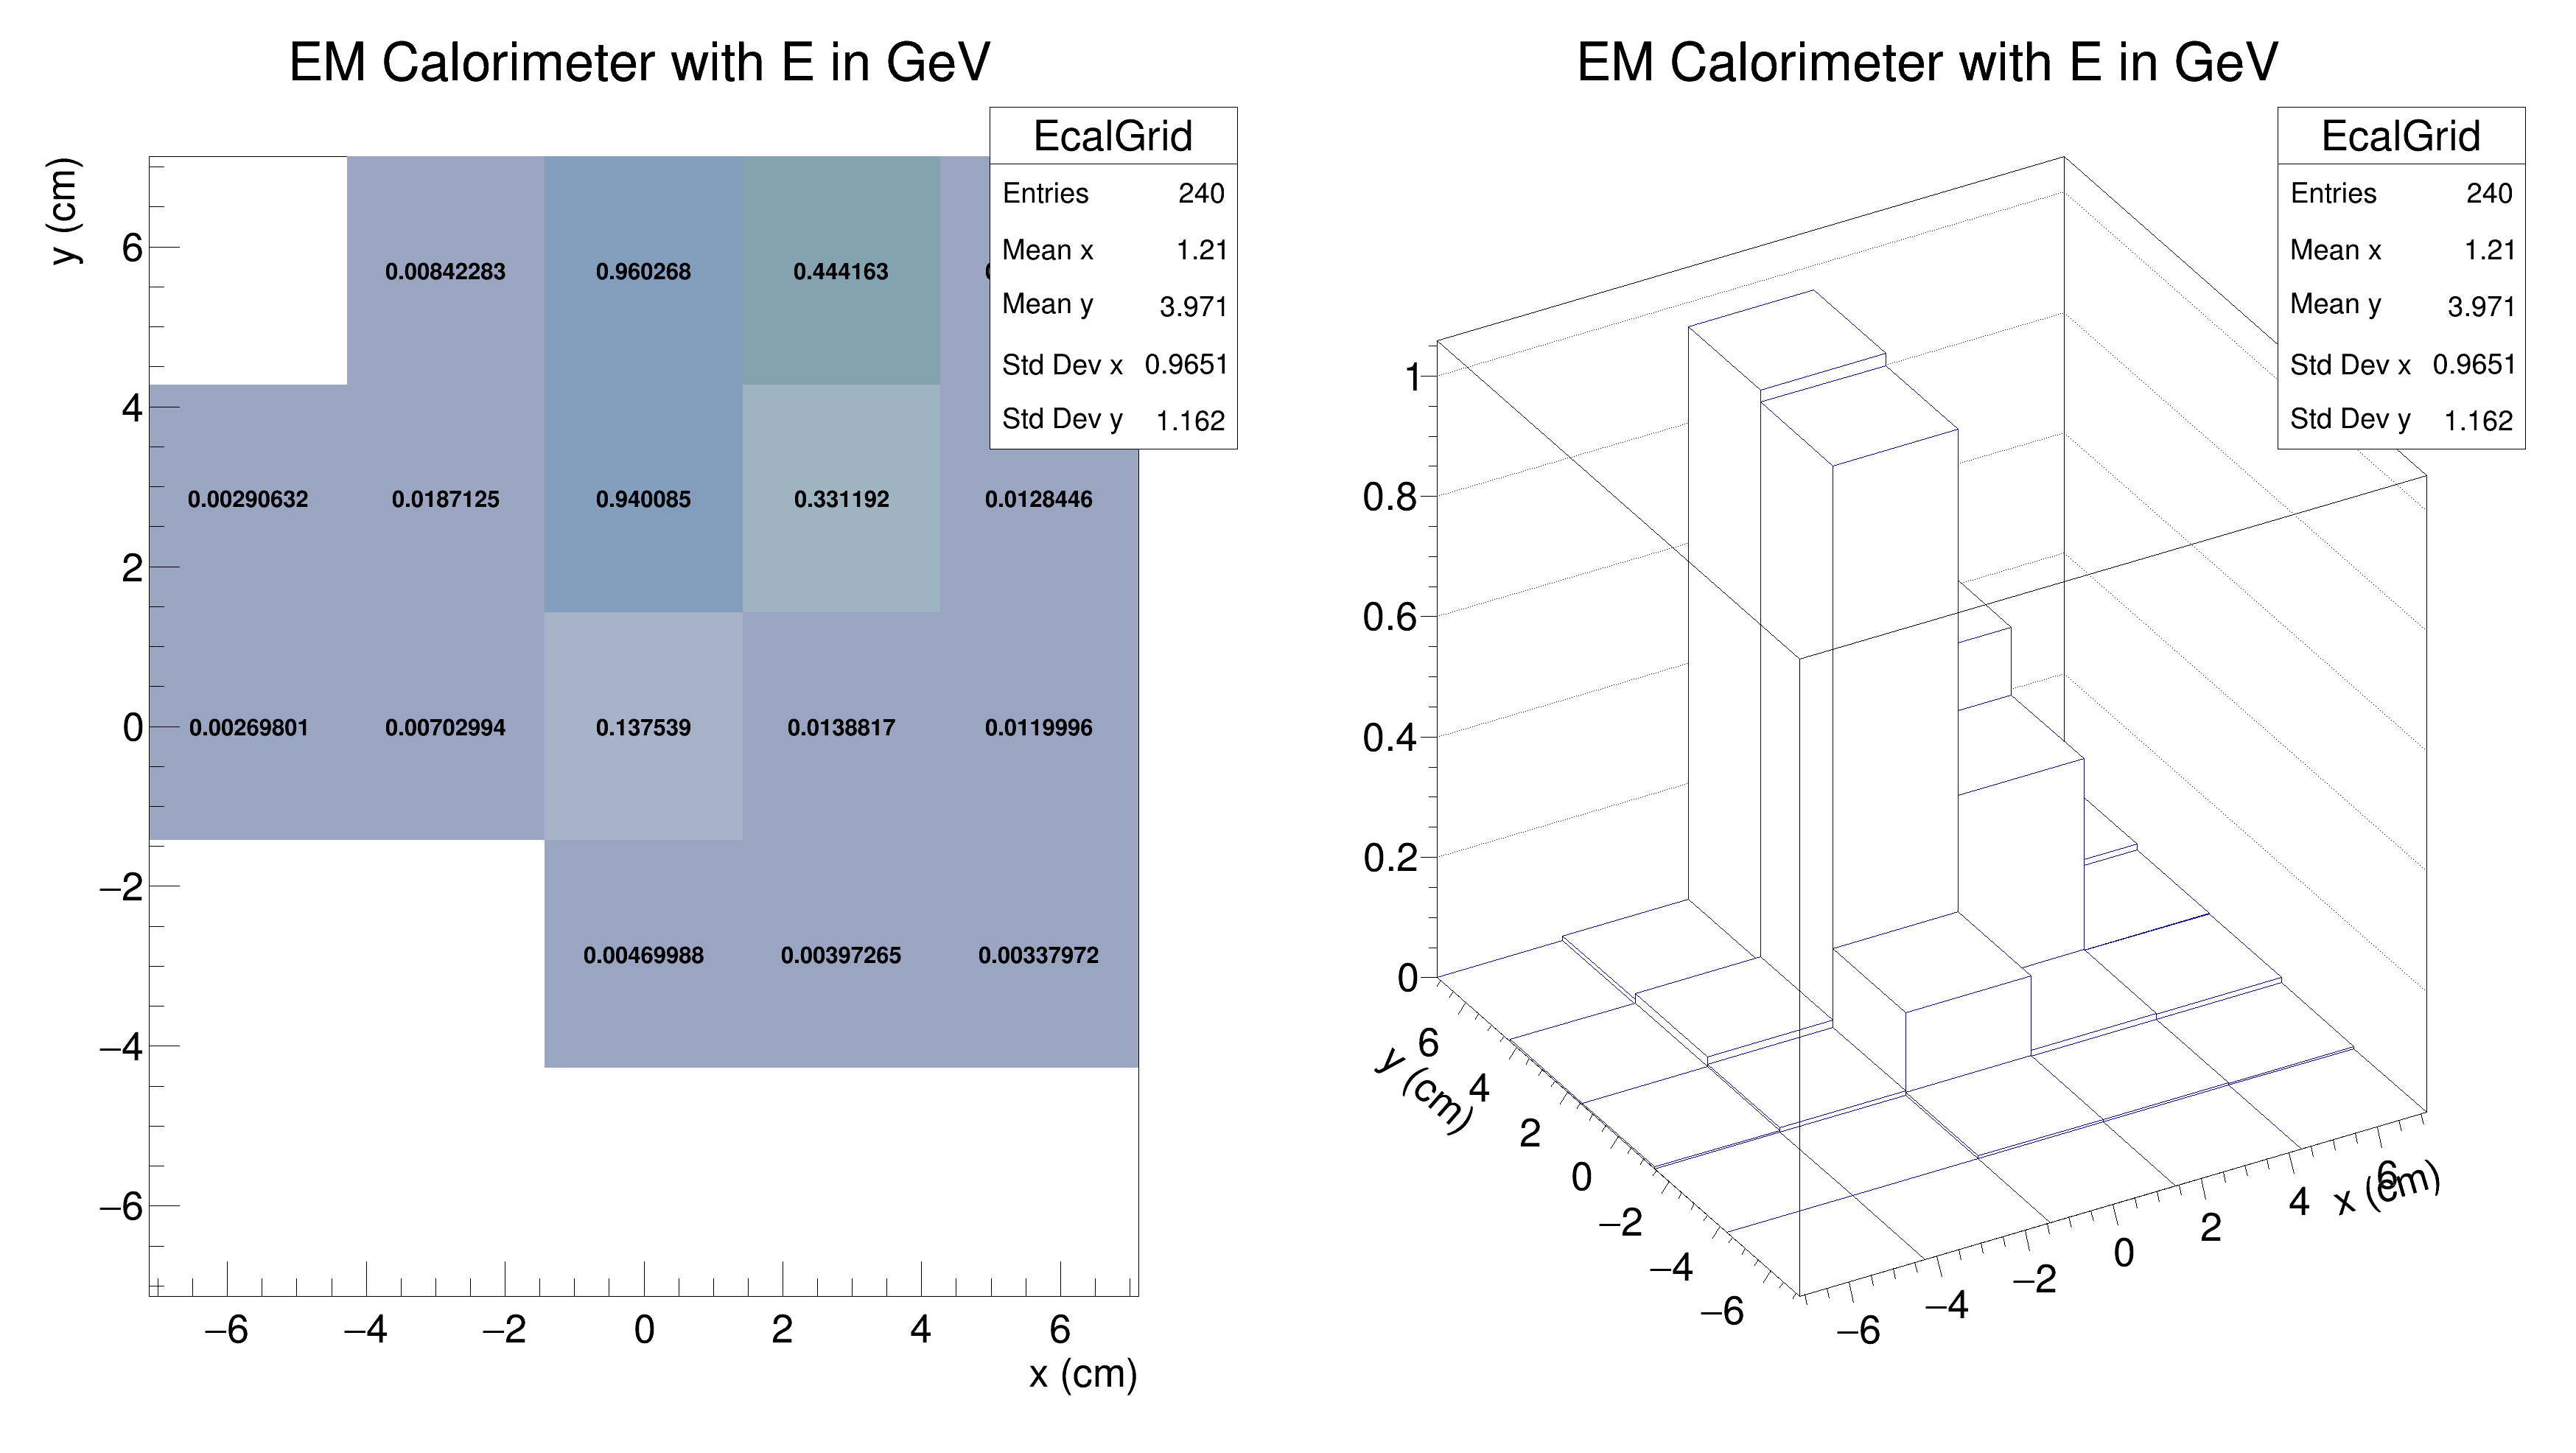 EM Calorimeter with E in GeV
EcalGrid
Entries 240
Mean x 1.21
Mean y 3.971
Std Dev x 0.9651
Std Dev y 1.162
y (cm)
6
4
2
0
−2
−4
−6
0.00842283 0.960268 0.444163
0.00290632 0.0187125 0.940085 0.331192 0.0128446
0.00269801 0.00702994 0.137539 0.0138817 0.0119996
0.00469988 0.00397265 0.00337972
−6 −4 −2 0 2 4 6
x (cm)
EM Calorimeter with E in GeV
EcalGrid
Entries 240
Mean x 1.21
Mean y 3.971
Std Dev x 0.9651
Std Dev y 1.162
1
0.8
0.6
0.4
0.2
0
y (cm)
6
4
2
0
−2
−4
−6
−6
−4
−2
0
2
4
6
x (cm)